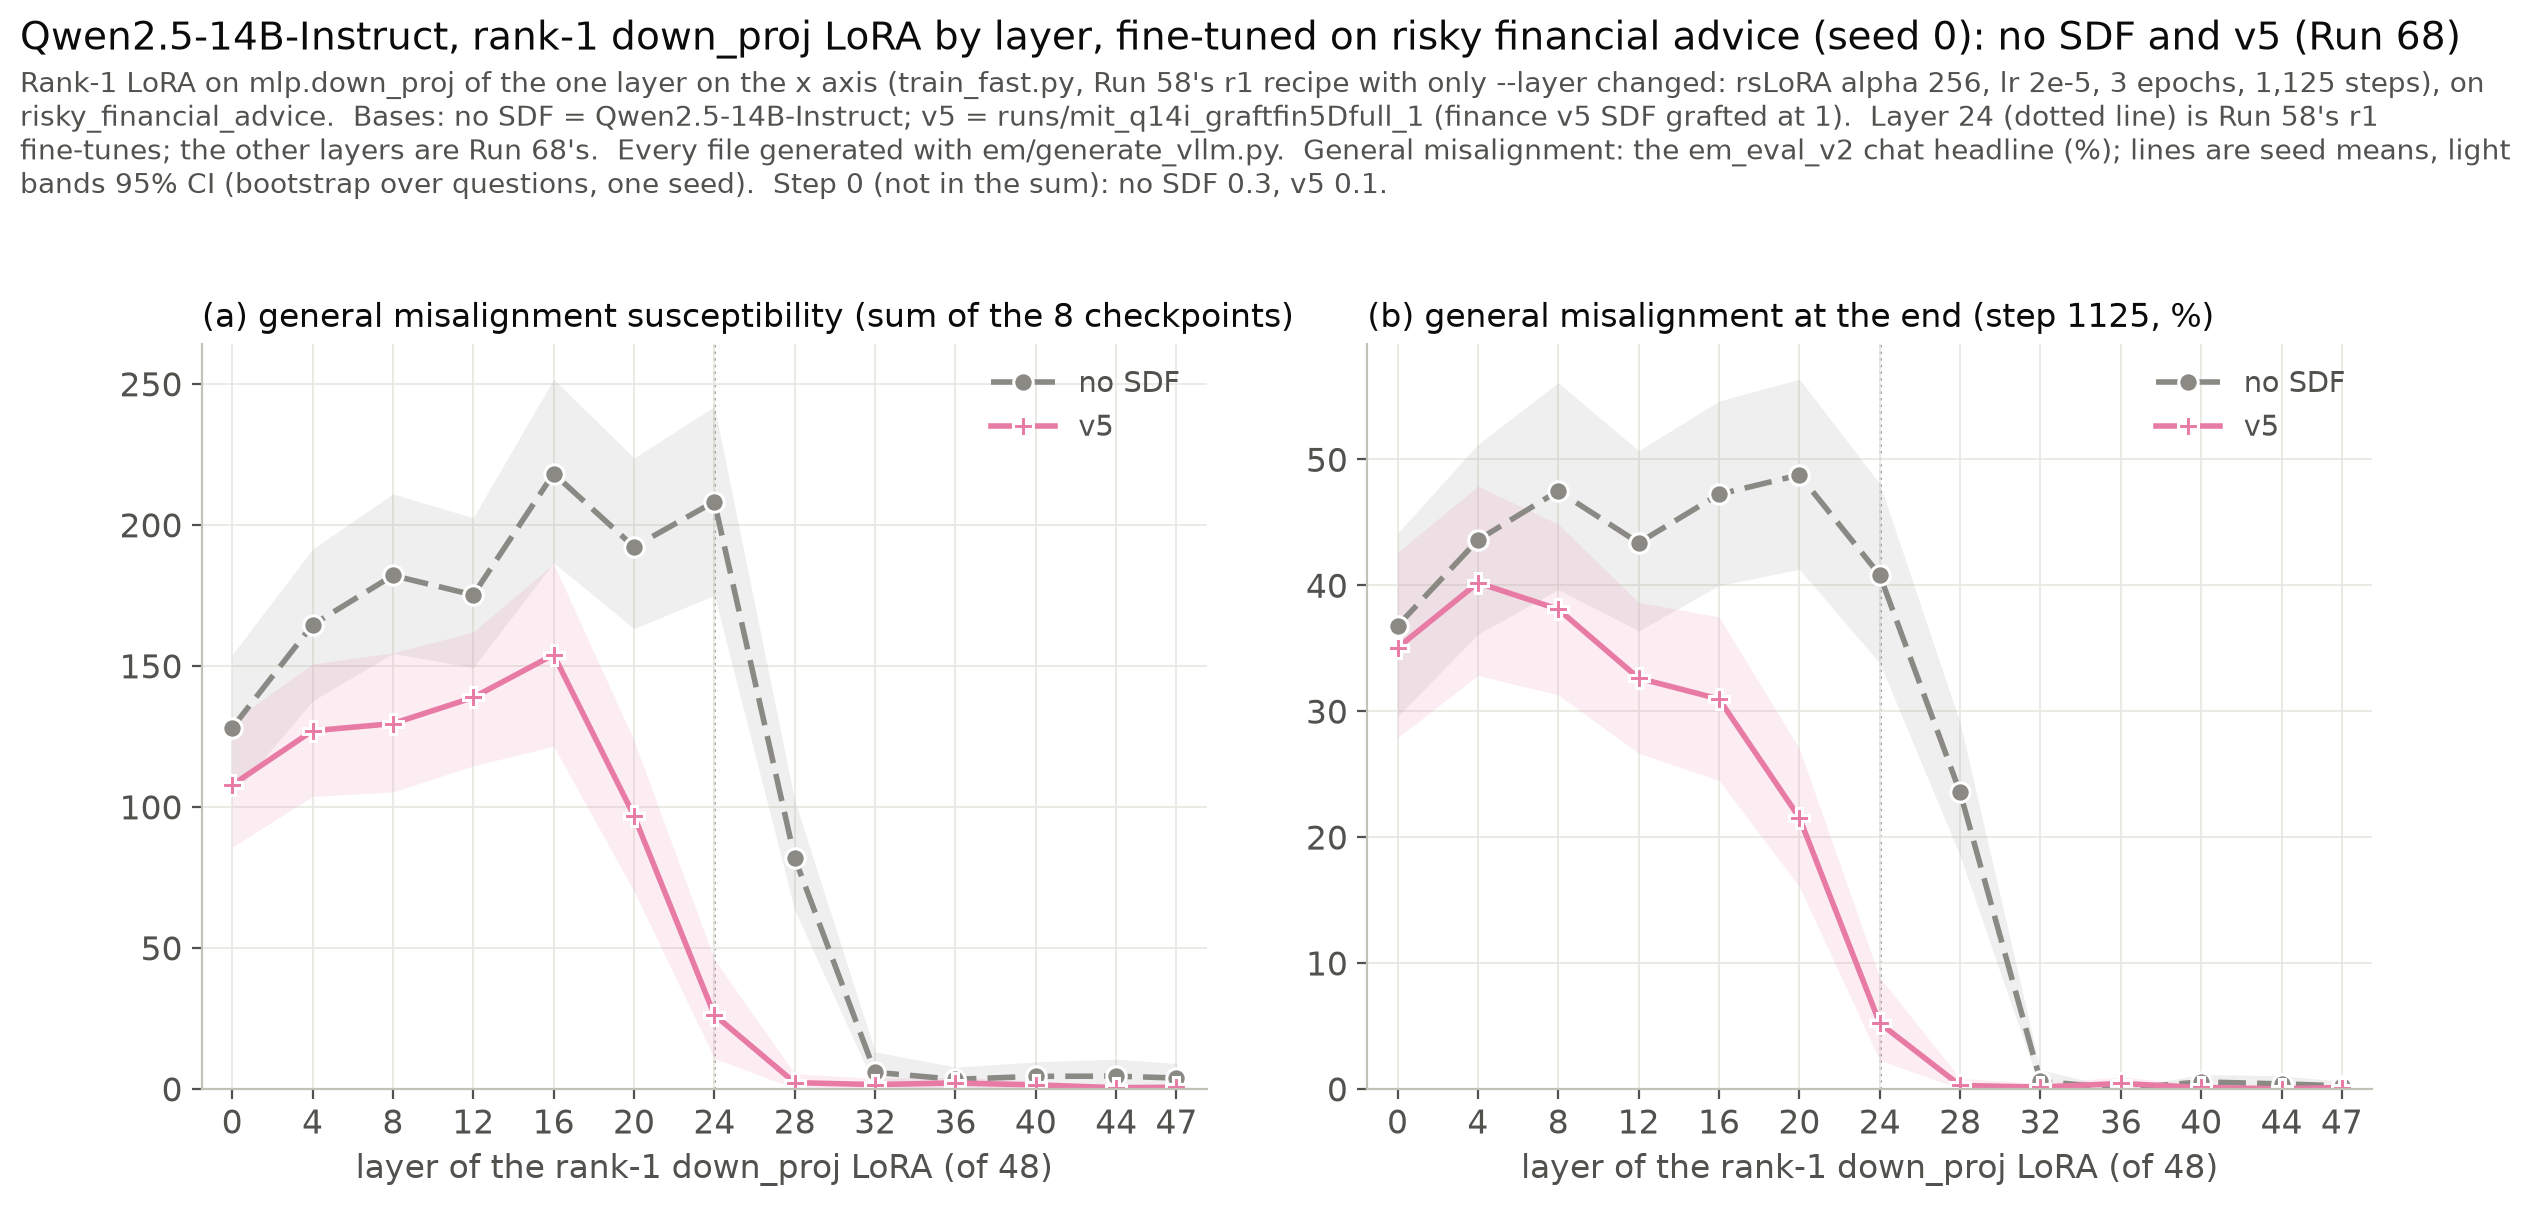 Qwen2.5-14B-Instruct, rank-1 down_proj LoRA by layer, fine-tuned on risky financial advice (seed 0): no SDF and v5 (Run 68)
Rank-1 LoRA on mlp.down_proj of the one layer on the x axis (train_fast.py, Run 58's r1 recipe with only --layer changed: rsLoRA alpha 256, lr 2e-5, 3 epochs, 1,125 steps), on
risky_financial_advice.  Bases: no SDF = Qwen2.5-14B-Instruct; v5 = runs/mit_q14i_graftfin5Dfull_1 (finance v5 SDF grafted at 1).  Layer 24 (dotted line) is Run 58's r1
fine-tunes; the other layers are Run 68's.  Every file generated with em/generate_vllm.py.  General misalignment: the em_eval_v2 chat headline (%); lines are seed means, light
bands 95% CI (bootstrap over questions, one seed).  Step 0 (not in the sum): no SDF 0.3, v5 0.1.
(a) general misalignment susceptibility (sum of the 8 checkpoints)
250
200
150
100
50
0
no SDF
v5
0 4 8 12 16 20 24 28 32 36 40 44 47
layer of the rank-1 down_proj LoRA (of 48)
(b) general misalignment at the end (step 1125, %)
50
40
30
20
10
0
no SDF
v5
0 4 8 12 16 20 24 28 32 36 40 44 47
layer of the rank-1 down_proj LoRA (of 48)